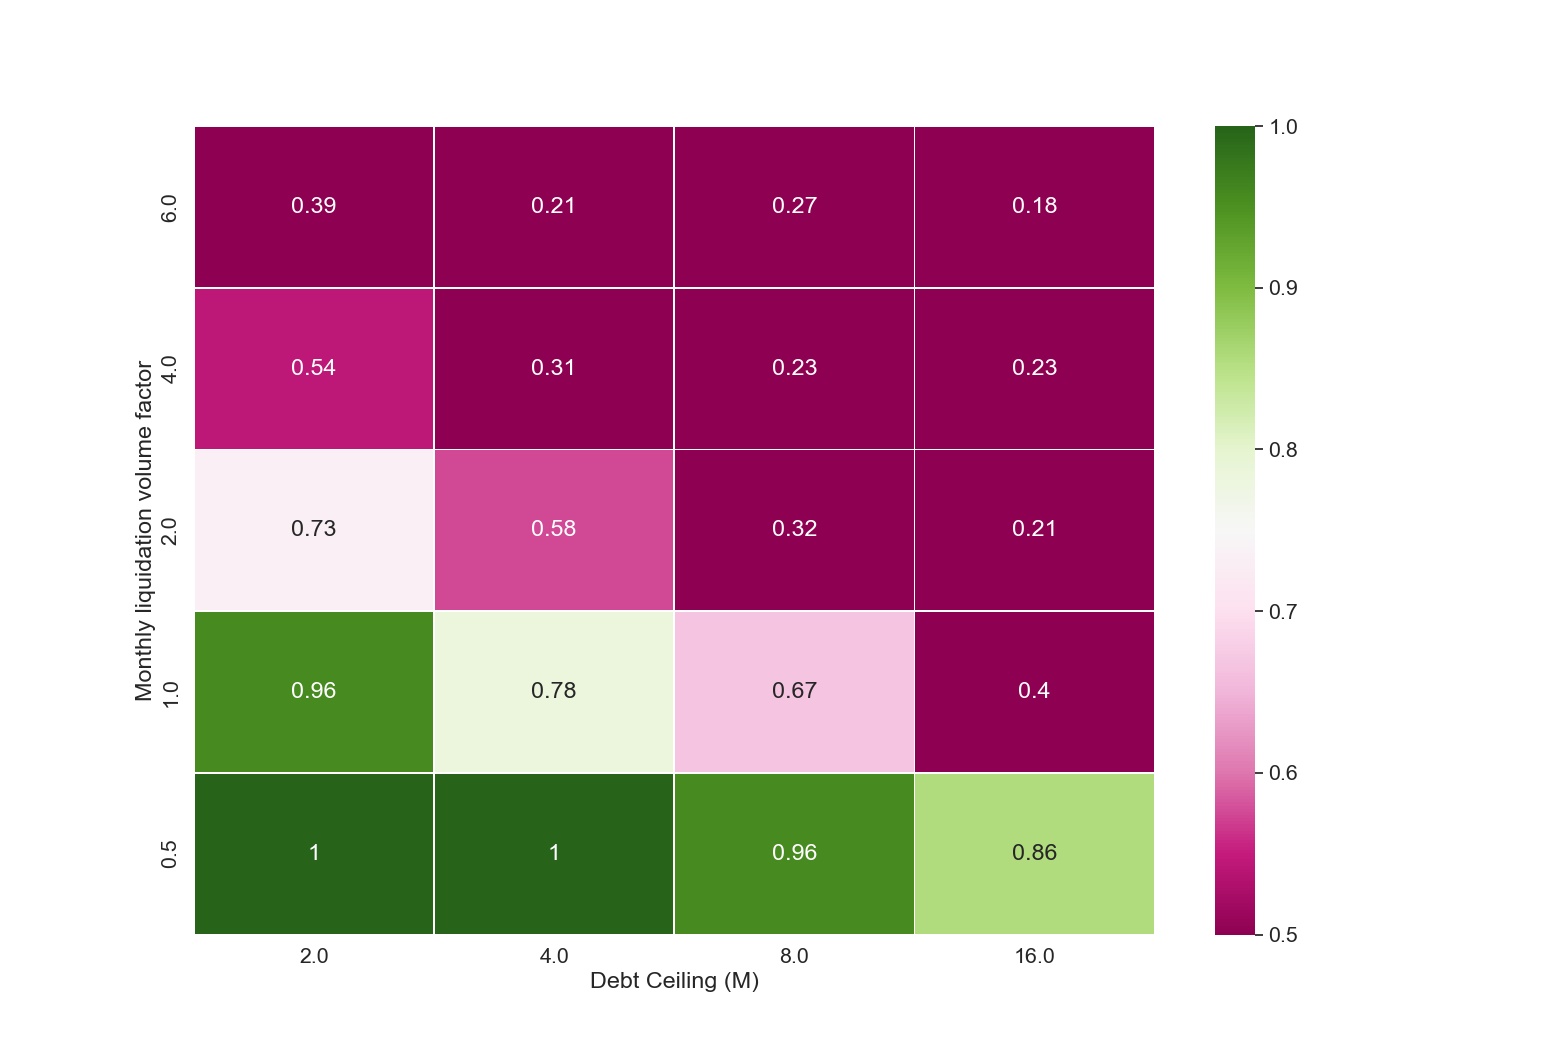 Monthly liquidation volume factor
6.0 0.39 0.21 0.27 0.18
4.0 0.54 0.31 0.23 0.23
2.0 0.73 0.58 0.32 0.21
1.0 0.96 0.78 0.67 0.4
0.5 1 1 0.96 0.86
2.0 4.0 8.0 16.0
Debt Ceiling (M)
1.0
0.9
0.8
0.7
0.6
0.5